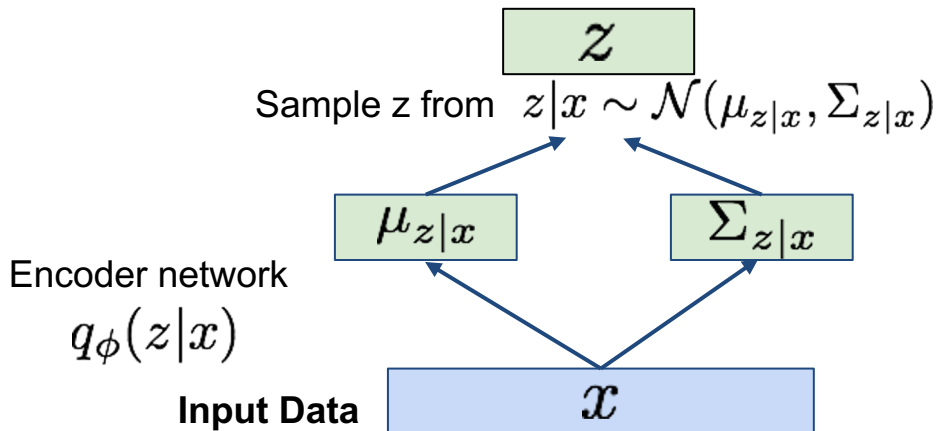 z
Sample z from z|x ∼ 𝒩(μ_{z|x}, Σ_{z|x})
μ_{z|x} Σ_{z|x}
Encoder network
q_ϕ(z|x)
Input Data x